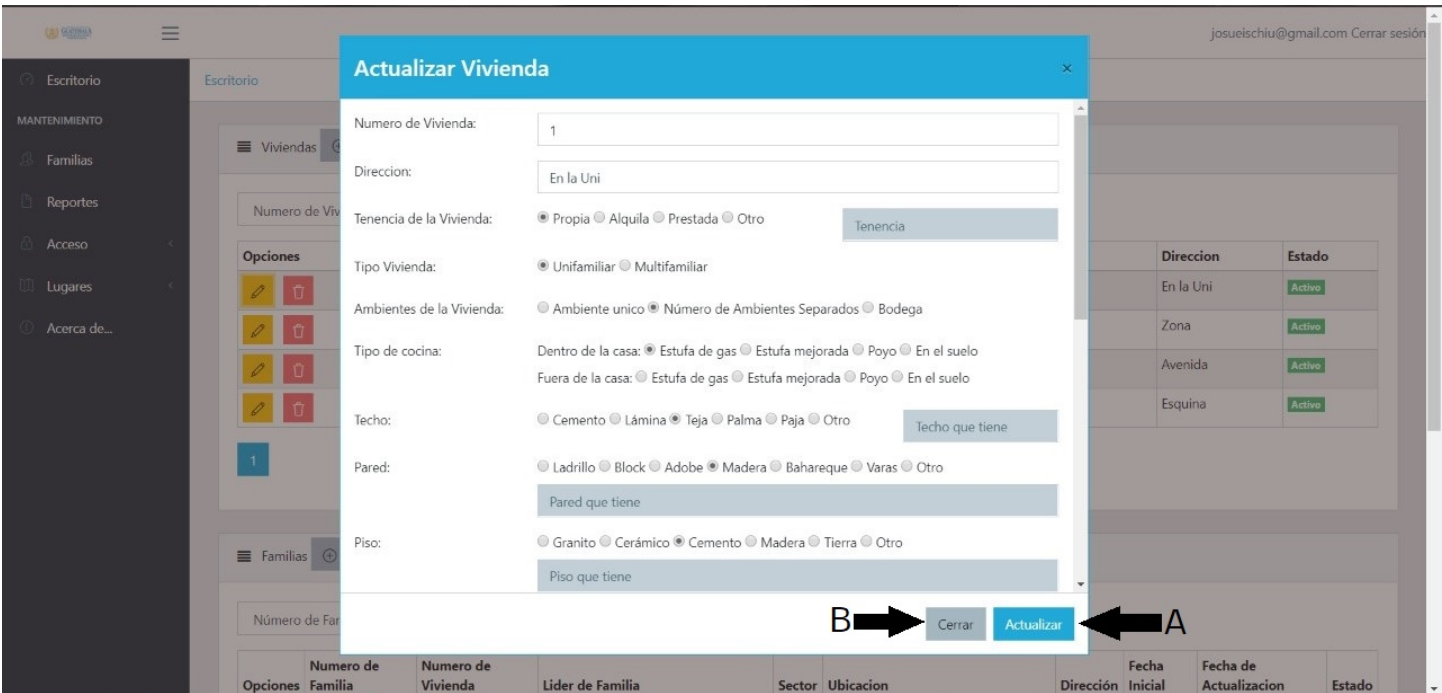 GUATEMALA
josueischiu@gmail.com Cerrar sesión
Escritorio
MANTENIMIENTO
Familias
Reportes
Acceso
Lugares
Acerca de...
Escritorio
Viviendas
Numero de Viv
Opciones Direccion Estado
En la Uni Activo
Zona Activo
Avenida Activo
Esquina Activo
1
Actualizar Vivienda ×
Numero de Vivienda: 1
Direccion: En la Uni
Tenencia de la Vivienda: Propia Alquila Prestada Otro Tenencia
Tipo Vivienda: Unifamiliar Multifamiliar
Ambientes de la Vivienda: Ambiente unico Número de Ambientes Separados Bodega
Tipo de cocina: Dentro de la casa: Estufa de gas Estufa mejorada Poyo En el suelo
Fuera de la casa: Estufa de gas Estufa mejorada Poyo En el suelo
Techo: Cemento Lámina Teja Palma Paja Otro Techo que tiene
Pared: Ladrillo Block Adobe Madera Bahareque Varas Otro
Pared que tiene
Piso: Granito Cerámico Cemento Madera Tierra Otro
Piso que tiene
B Cerrar Actualizar A
Familias
Número de Far
Opciones Numero de Familia Numero de Vivienda Lider de Familia Sector Ubicacion Dirección Fecha Inicial Fecha de Actualizacion Estado